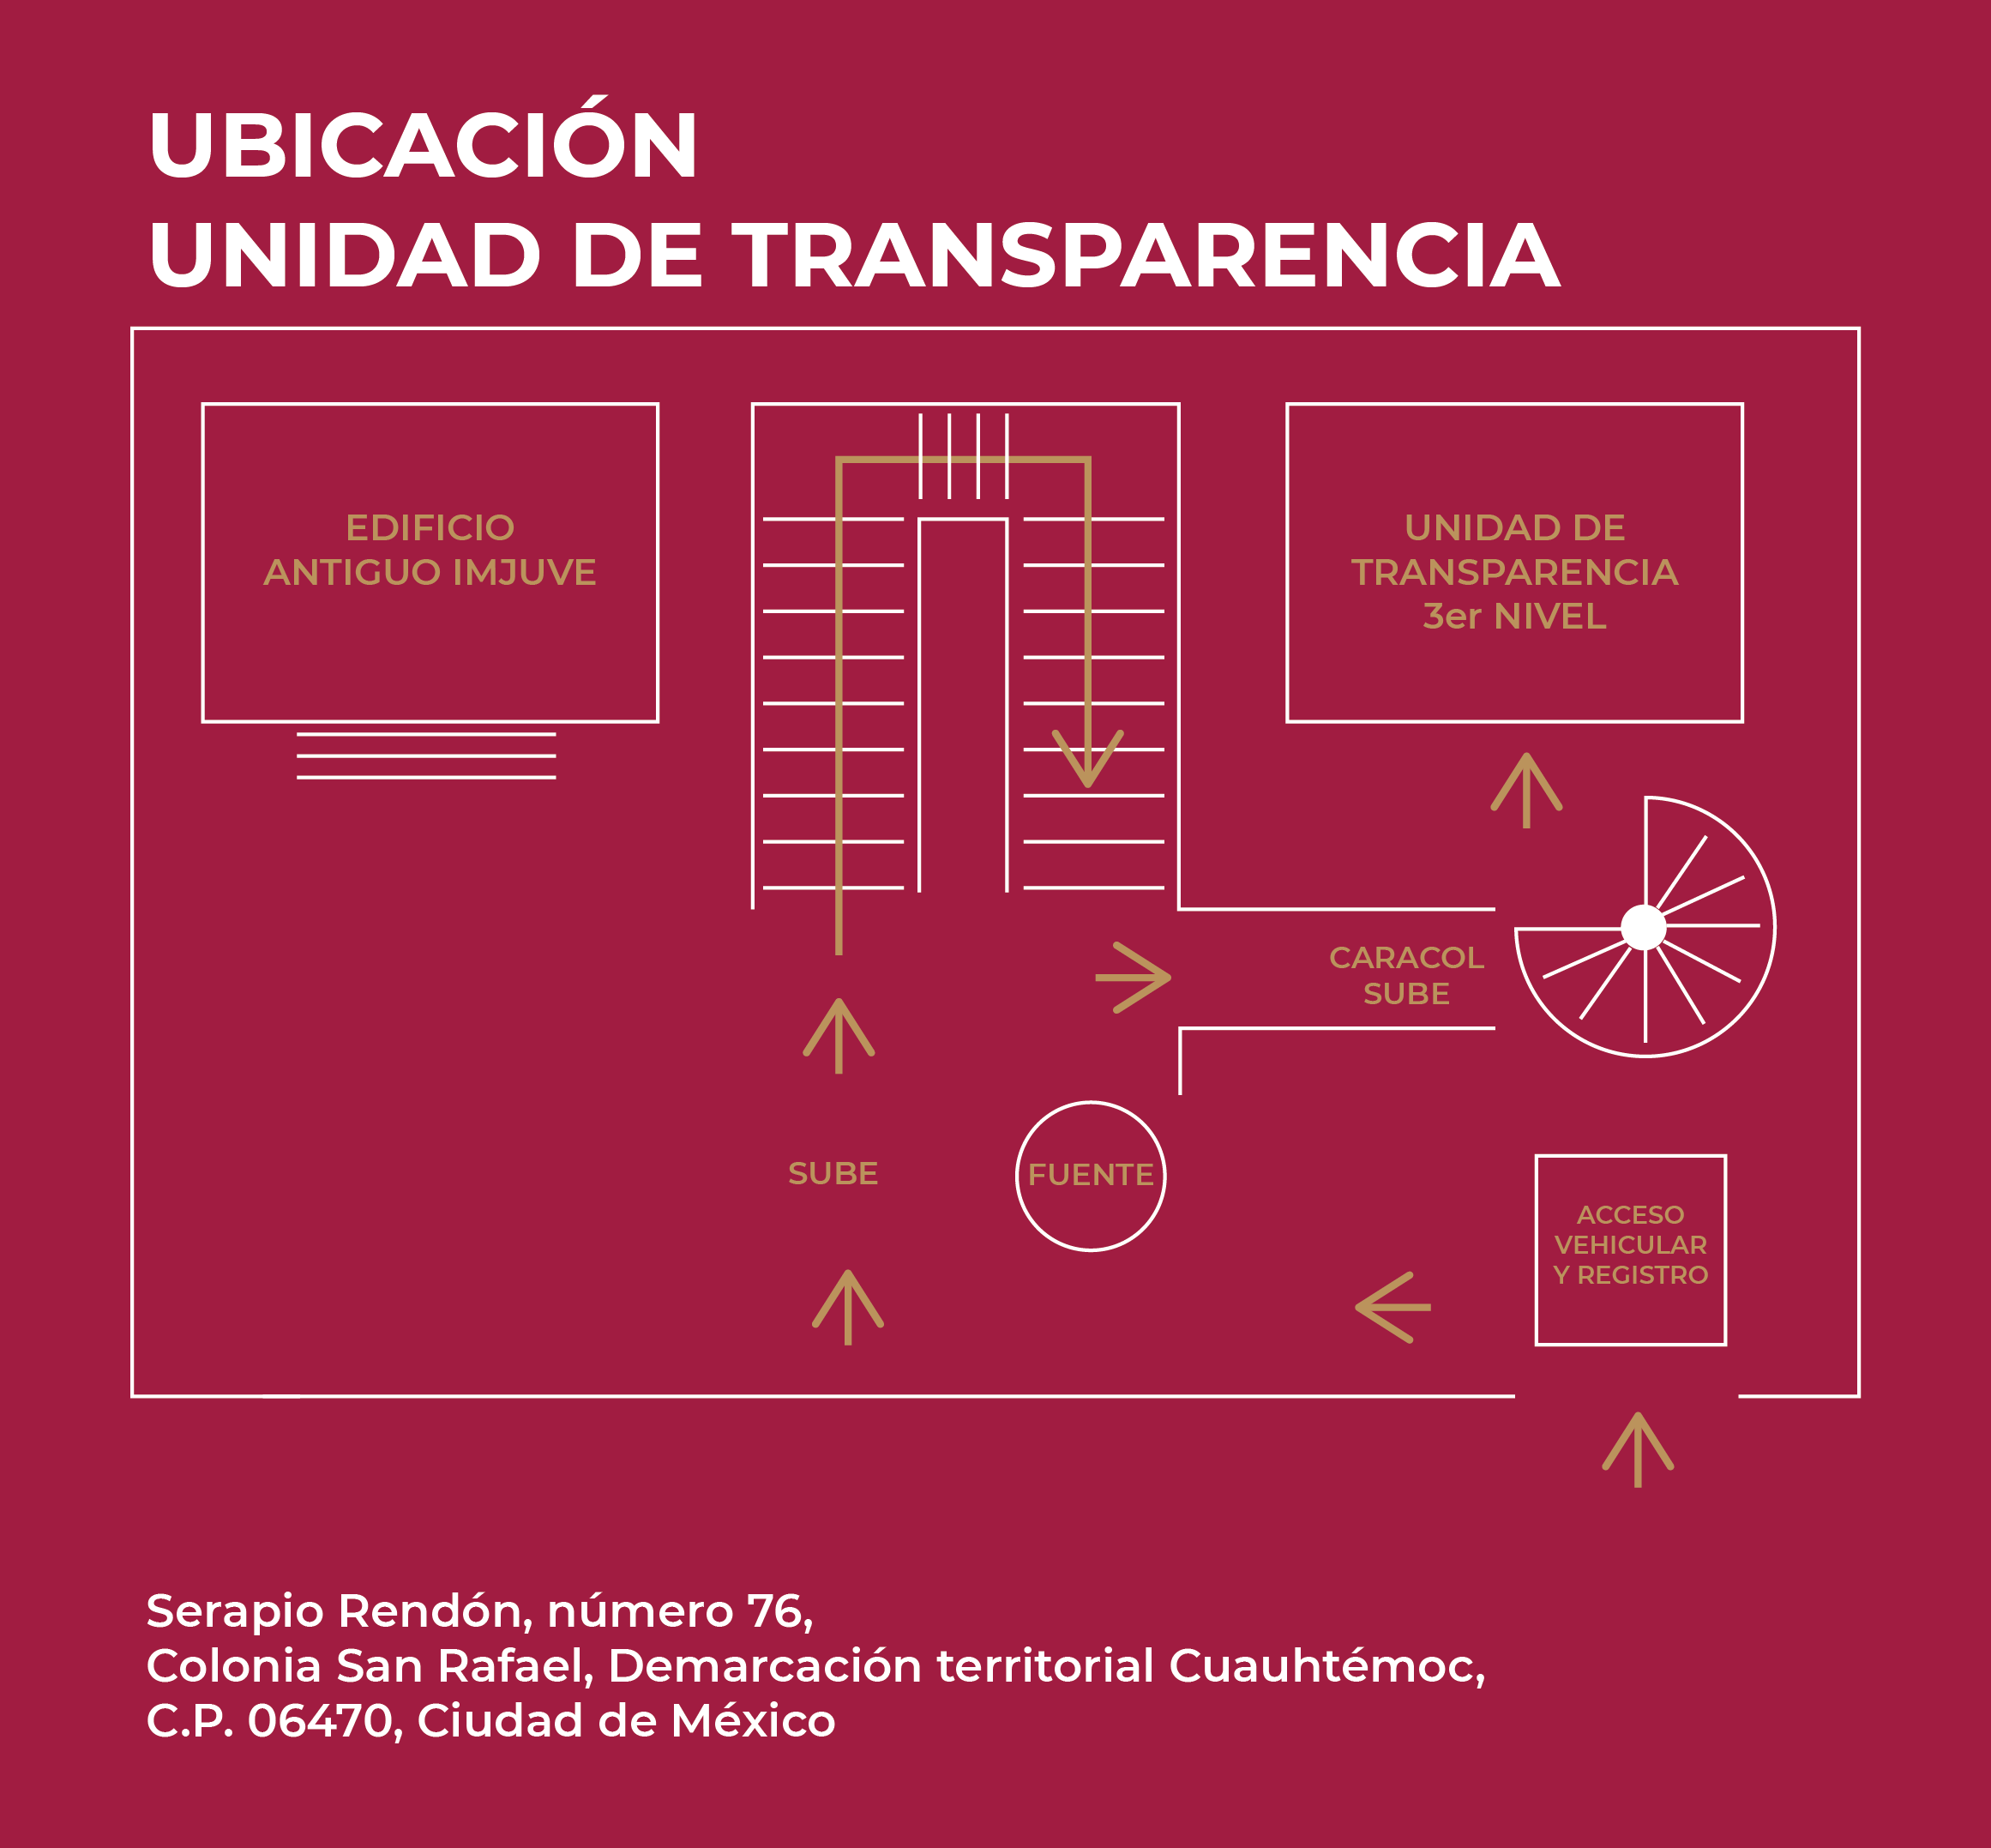 UBICACIÓN
UNIDAD DE TRANSPARENCIA
EDIFICIO
ANTIGUO IMJUVE
UNIDAD DE
TRANSPARENCIA
3er NIVEL
CARACOL
SUBE
SUBE
FUENTE
ACCESO
VEHICULAR
Y REGISTRO
Serapio Rendón, número 76,
Colonia San Rafael, Demarcación territorial Cuauhtémoc,
C.P. 06470, Ciudad de México